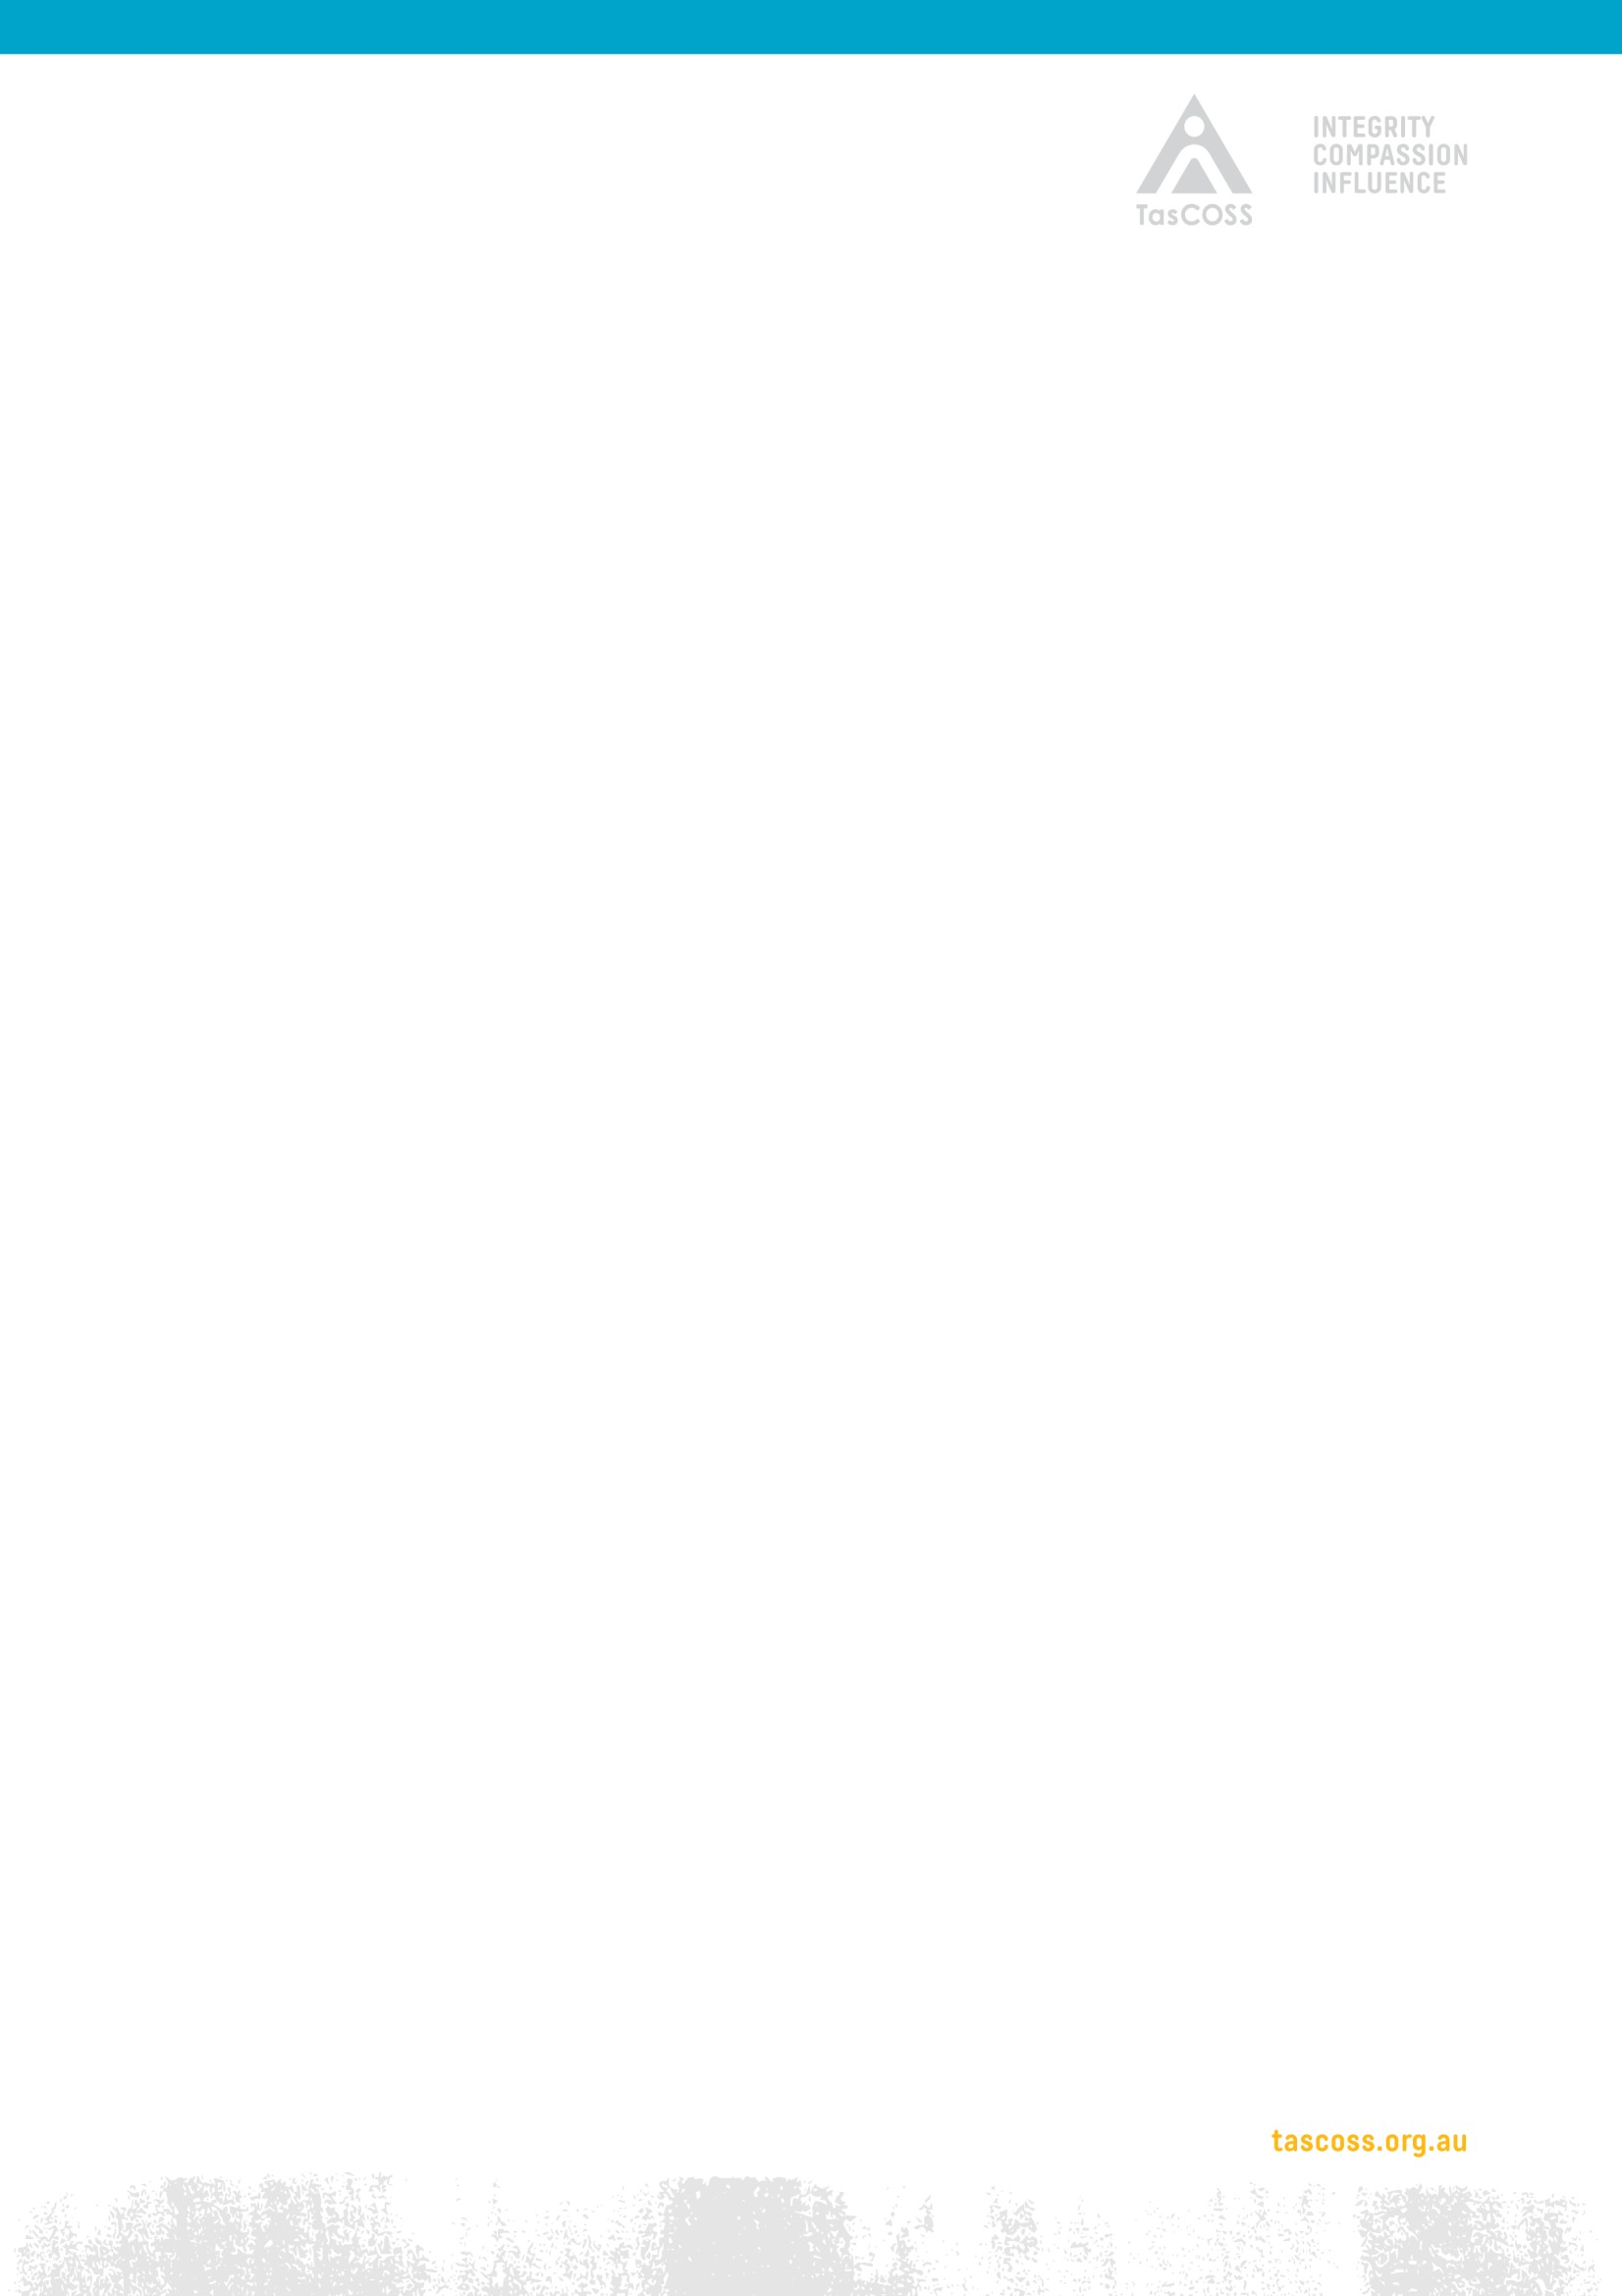 TasCOSS
INTEGRITY
COMPASSION
INFLUENCE
tascoss.org.au